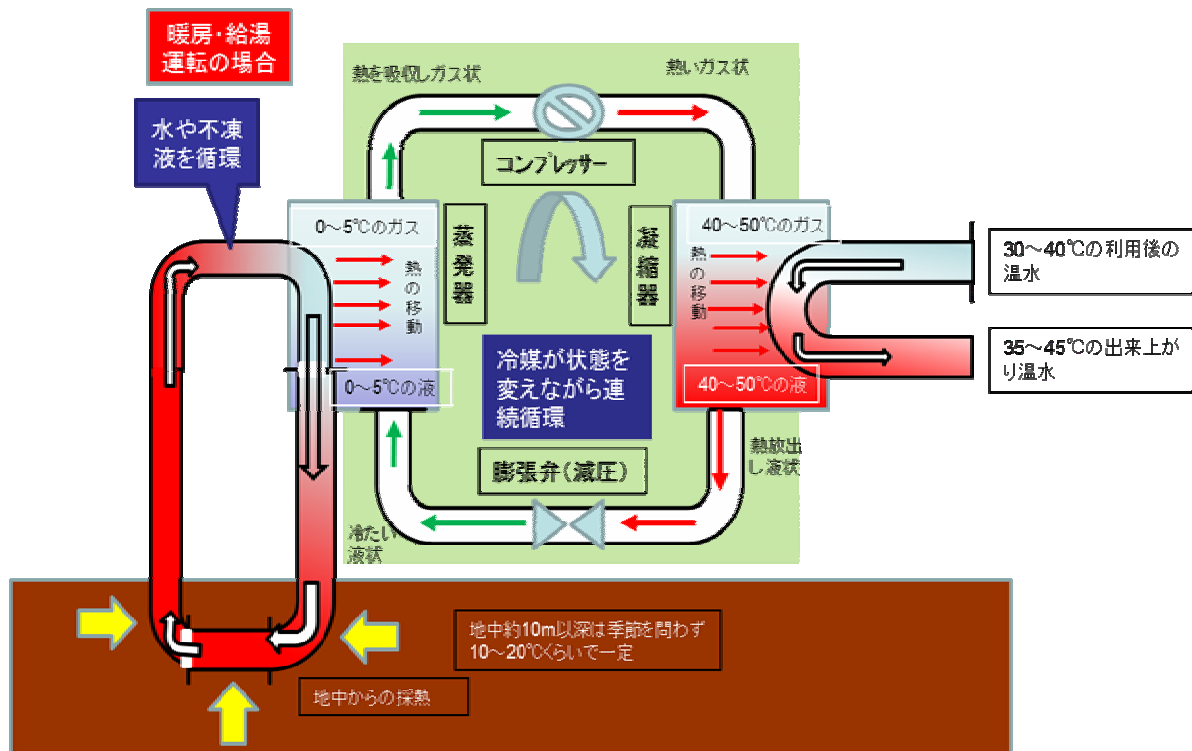 暖房・給湯
運転の場合
水や不凍
液を循環
熱を吸収しガス状
熱いガス状
コンプレッサー
0～5℃のガス
蒸発器
熱の移動
0～5℃の液
凝縮器
40～50℃のガス
熱の移動
40～50℃の液
30～40℃の利用後の
温水
35～45℃の出来上が
り温水
冷媒が状態を
変えながら連
続循環
熱放出
し液状
膨張弁（減圧）
冷たい
液状
地中約10m以深は季節を問わず
10～20℃くらいで一定
地中からの採熱